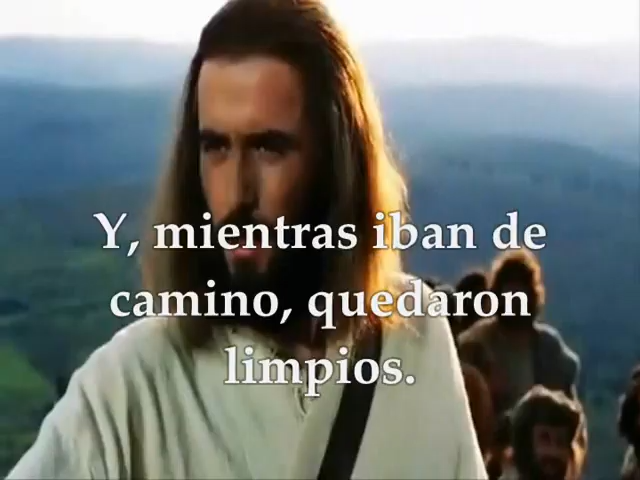 Y, mientras iban de
camino, quedaron
limpios.